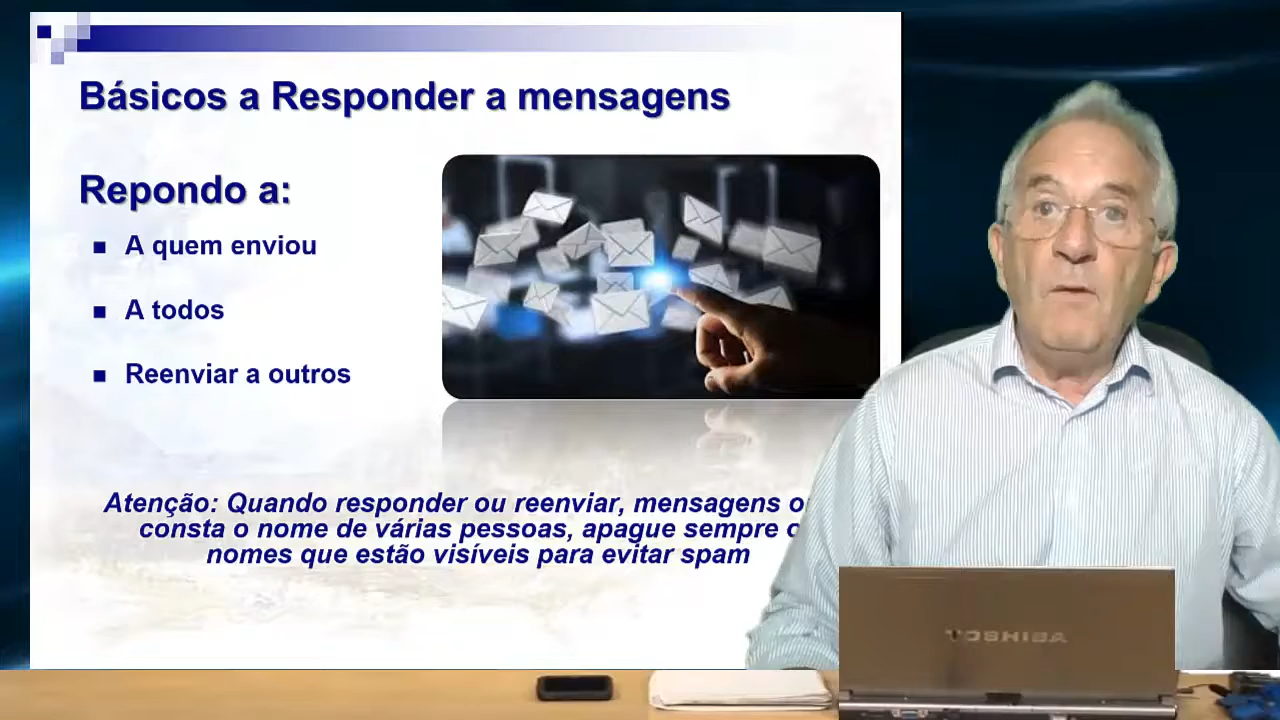 Básicos a Responder a mensagens
Repondo a:
A quem enviou
A todos
Reenviar a outros
Atenção: Quando responder ou reenviar, mensagens
consta o nome de várias pessoas, apague sempre
nomes que estão visíveis para evitar spam
TOSHIBA